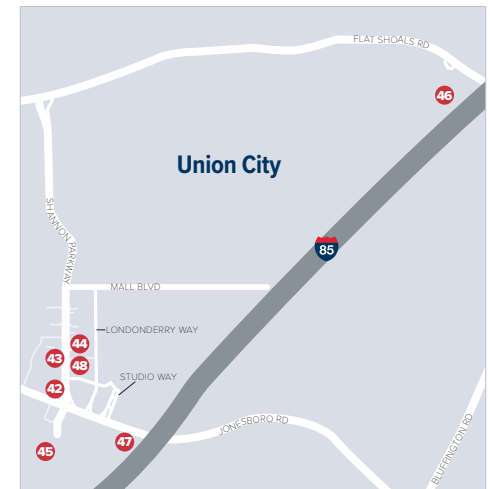 FLAT SHOALS RD
46
Union City
SHANNON PARKWAY
85
MALL BLVD
LONDONDERRY WAY
44
43
48
STUDIO WAY
42
JONESBORO RD
BUFFINGTON RD
47
45